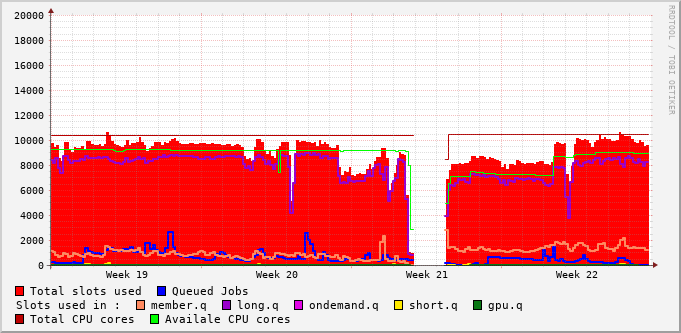 RRDTOOL / TOBI OETIKER
20000
18000
16000
14000
12000
10000
8000
6000
4000
2000
0
Week 19 Week 20 Week 21 Week 22
Total slots used Queued Jobs
Slots used in : member.q long.q ondemand.q short.q gpu.q
Total CPU cores Availale CPU cores